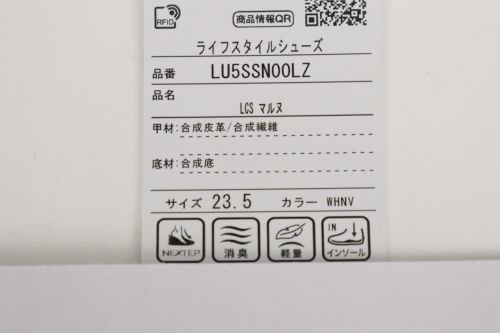 RFID 商品情報QR
ライフスタイルシューズ
品番 LU5SSN00LZ
品名
LCS マルヌ
甲材:合成皮革/合成繊維
底材:合成底
サイズ 23.5 カラー WHNV
IN
NEXTEP 消臭 軽量 インソール